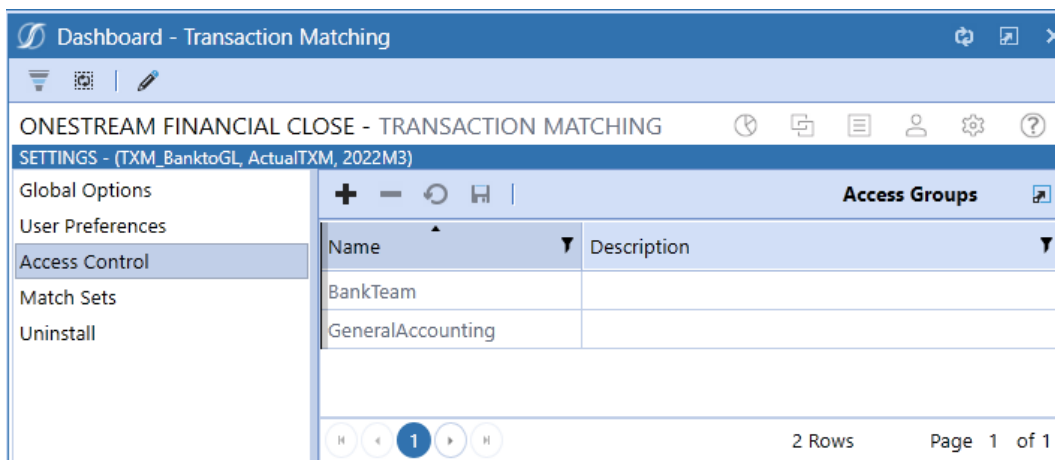 Dashboard - Transaction Matching
ONESTREAM FINANCIAL CLOSE - TRANSACTION MATCHING
SETTINGS - (TXM_BanktoGL, ActualTXM, 2022M3)
Global Options
User Preferences
Access Control
Match Sets
Uninstall
Access Groups
Name Description
BankTeam
GeneralAccounting
1
2 Rows Page 1 of 1